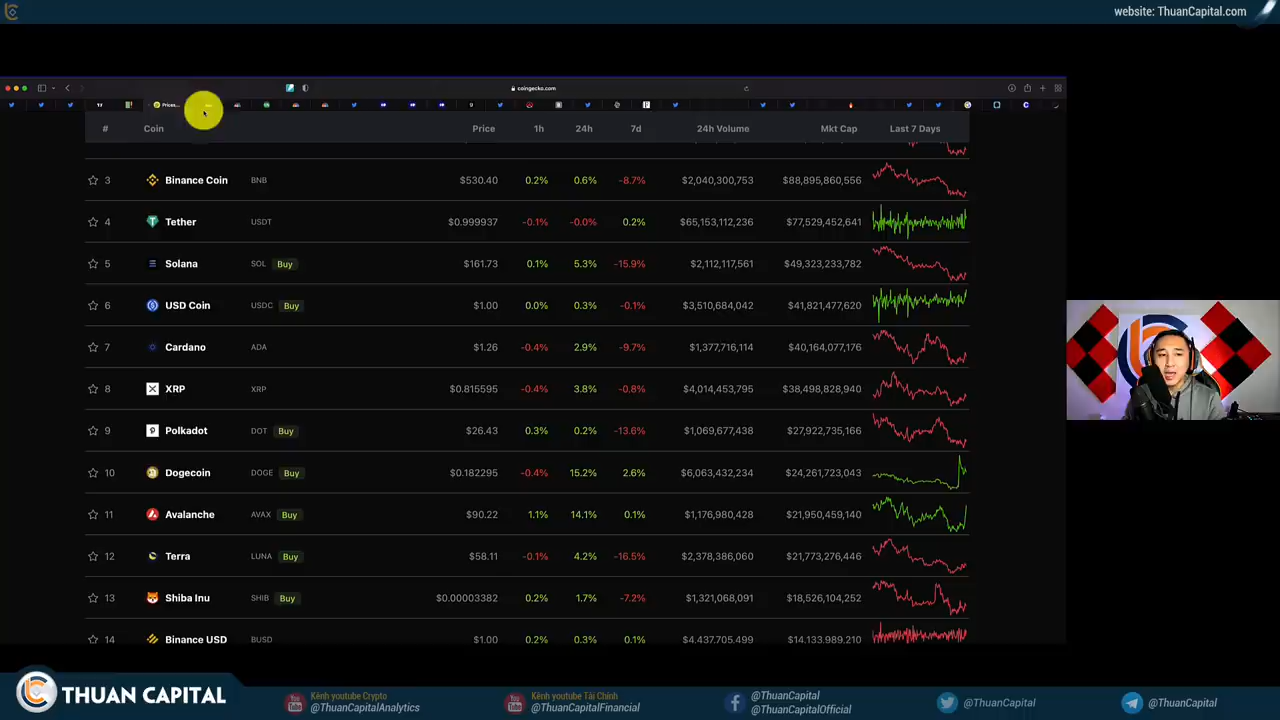 website: ThuanCapital.com
coingecko.com
Prices...
# Coin Price 1h 24h 7d 24h Volume Mkt Cap Last 7 Days
3 Binance Coin BNB $530.40 0.2% 0.6% -8.7% $2,040,300,753 $88,895,860,556
4 Tether USDT $0.999937 -0.1% -0.0% 0.2% $65,153,112,236 $77,529,452,641
5 Solana SOL Buy $161.73 0.1% 5.3% -15.9% $2,112,117,561 $49,323,233,782
6 USD Coin USDC Buy $1.00 0.0% 0.3% -0.1% $3,510,684,042 $41,821,477,620
7 Cardano ADA $1.26 -0.4% 2.9% -9.7% $1,377,716,114 $40,164,077,176
8 XRP XRP $0.815595 -0.4% 3.8% -0.8% $4,014,453,795 $38,498,828,940
9 Polkadot DOT Buy $26.43 0.3% 0.2% -13.6% $1,069,677,438 $27,922,735,166
10 Dogecoin DOGE Buy $0.182295 -0.4% 15.2% 2.6% $6,063,432,234 $24,261,723,043
11 Avalanche AVAX Buy $90.22 1.1% 14.1% 0.1% $1,176,980,428 $21,950,459,140
12 Terra LUNA Buy $58.11 -0.1% 4.2% -16.5% $2,378,386,060 $21,773,276,446
13 Shiba Inu SHIB Buy $0.00003382 0.2% 1.7% -7.2% $1,321,068,091 $18,526,104,252
14 Binance USD BUSD $1.00 0.2% 0.3% 0.1% $4,437,705,499 $14,133,989,210
THUAN CAPITAL
Kênh youtube Crypto
@ThuanCapitalAnalytics
Kênh youtube Tài Chính
@ThuanCapitalFinancial
@ThuanCapital
@ThuanCapitalOfficial
@ThuanCapital
@ThuanCapital